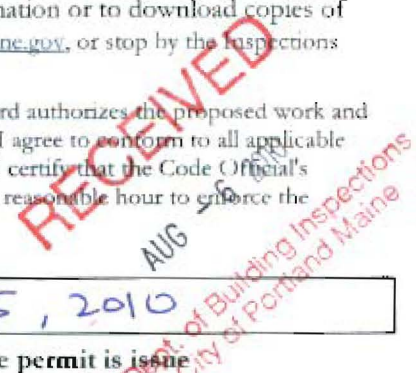 nation or to download copies of
ne.gov, or stop by the Inspections
rd authorizes the proposed work and
I agree to conform to all applicable
certify that the Code Official's
reasonable hour to enforce the
RECEIVED
AUG - 6 2010
Dept. of Building Inspections
City of Portland Maine
5, 2010
e permit is issue